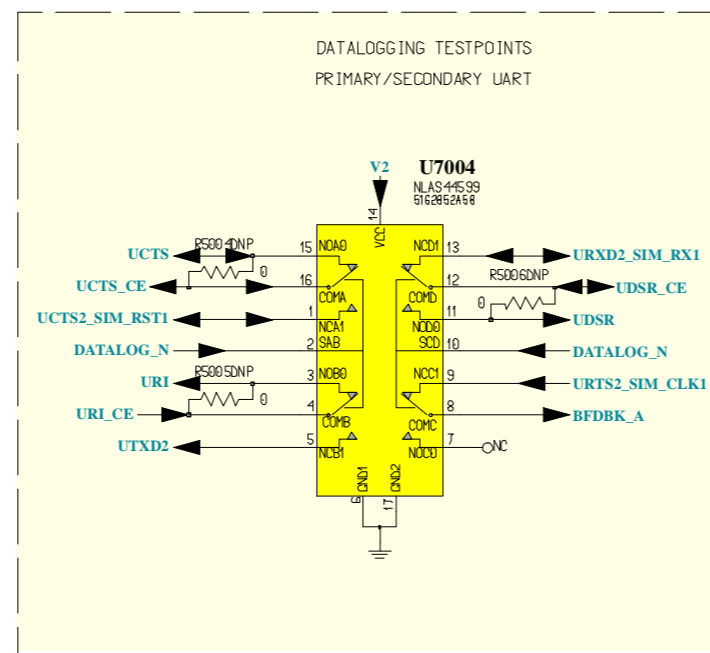 DATALOGGING TESTPOINTS
PRIMARY/SECONDARY UART
V2
U7004
NLAS44599
5162852A58
14
VCC
UCTS
R5004DNP
0
15
NOA0
NCD1
13
URXD2_SIM_RX1
UCTS_CE
16
COMA
COMD
12
R5006DNP
0
UDSR_CE
UCTS2_SIM_RST1
1
NCA1
NOD0
11
UDSR
DATALOG_N
2
SAB
SCD
10
DATALOG_N
URI
R5005DNP
0
3
NOB0
NCC1
9
URTS2_SIM_CLK1
URI_CE
4
COMB
COMC
8
BFDBK_A
UTXD2
5
NCB1
NOC0
7
NC
GND1
6
GND2
17